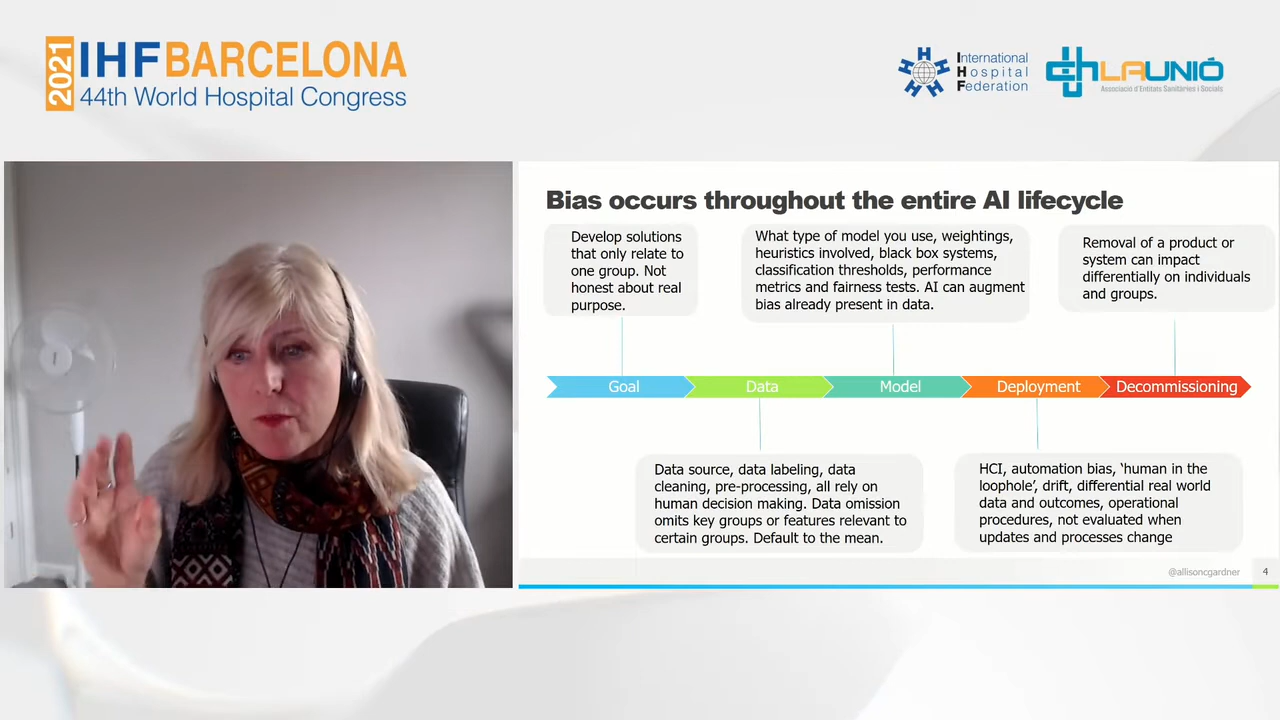 2021
IHF BARCELONA
44th World Hospital Congress
International
Hospital
Federation
LAUNIÓ
Associació d'Entitats Sanitàries i Socials
Bias occurs throughout the entire AI lifecycle
Develop solutions
that only relate to
one group. Not
honest about real
purpose.
What type of model you use, weightings,
heuristics involved, black box systems,
classification thresholds, performance
metrics and fairness tests. AI can augment
bias already present in data.
Removal of a product or
system can impact
differentially on individuals
and groups.
Goal
Data
Model
Deployment
Decommissioning
Data source, data labeling, data
cleaning, pre-processing, all rely on
human decision making. Data omission
omits key groups or features relevant to
certain groups. Default to the mean.
HCI, automation bias, ‘human in the
loophole’, drift, differential real world
data and outcomes, operational
procedures, not evaluated when
updates and processes change
@allisoncgardner
4